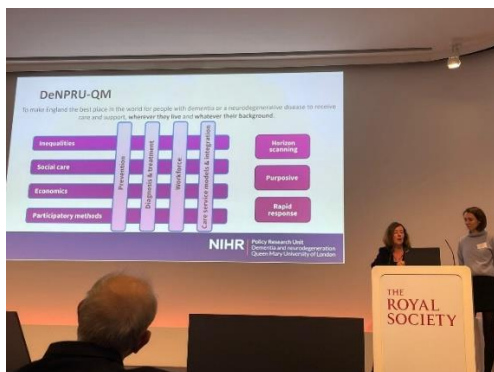 DeNPRU-QM
To make England the best place in the world for people with dementia or a neurodegenerative disease to receive
care and support, wherever they live and whatever their background.
Inequalities
Social care
Economics
Participatory methods
Prevention
Diagnosis & treatment
Workforce
Care service models & integration
Horizon
scanning
Purposive
Rapid
response
NIHR
Policy Research Unit
Dementia and neurodegeneration
Queen Mary University of London
THE
ROYAL
SOCIETY